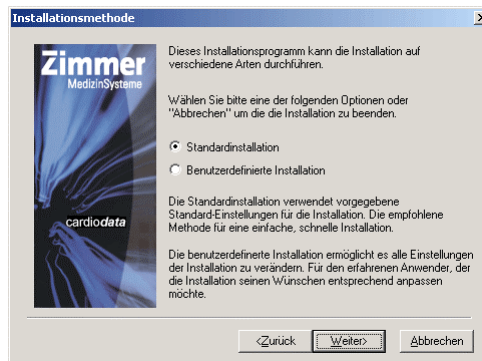 Installationsmethode
Zimmer
MedizinSysteme
cardiodata
Dieses Installationsprogramm kann die Installation auf
verschiedene Arten durchführen.
Wählen Sie bitte eine der folgenden Optionen oder
"Abbrechen" um die die Installation zu beenden.
Standardinstallation
Benutzerdefinierte Installation
Die Standardinstallation verwendet vorgegebene
Standard-Einstellungen für die Installation. Die empfohlene
Methode für eine einfache, schnelle Installation.
Die benutzerdefinierte Installation ermöglicht es alle Einstellungen
der Installation zu verändern. Für den erfahrenen Anwender, der
die Installation seinen Wünschen entsprechend anpassen
möchte.
<Zurück
Weiter>
Abbrechen